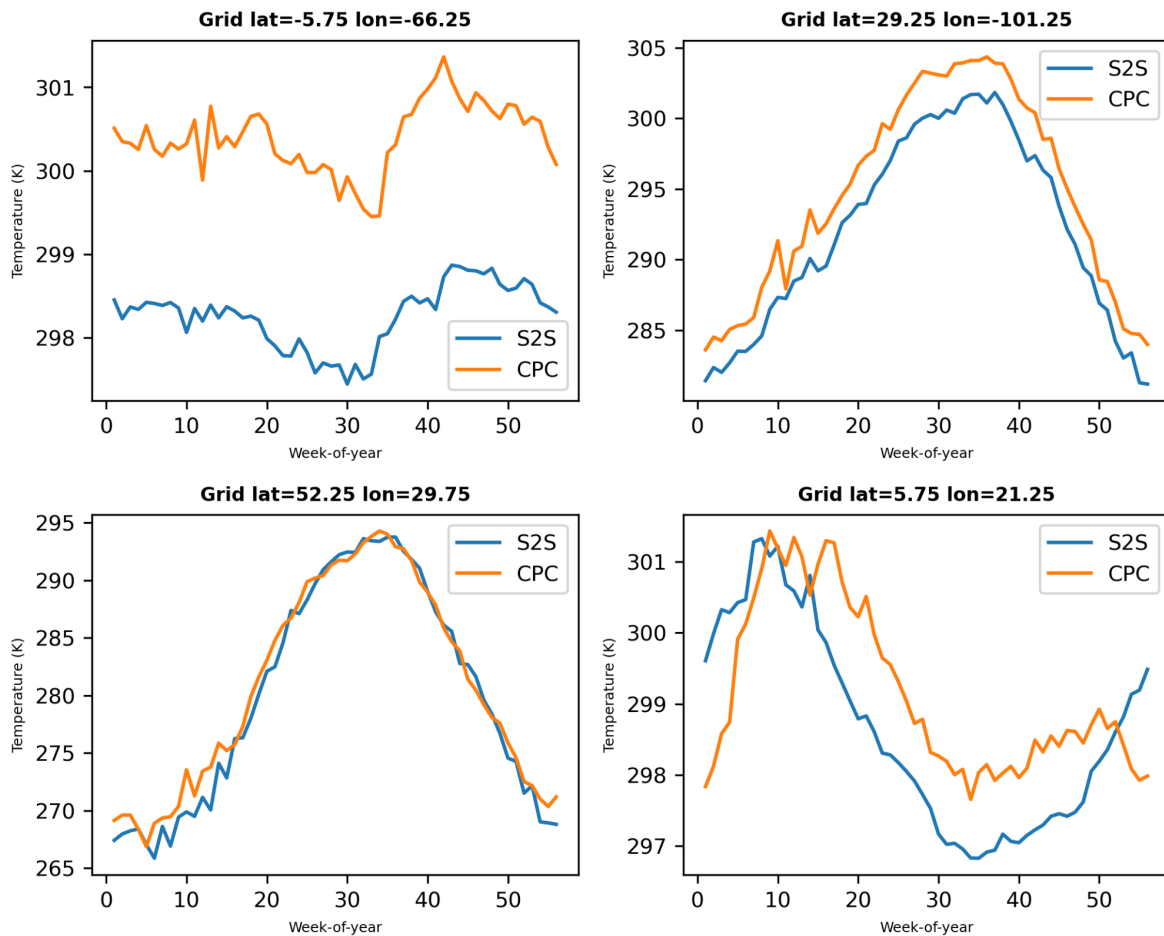 Grid lat=-5.75 lon=-66.25
Temperature (K)
301
300
299
298
S2S
CPC
0 10 20 30 40 50
Week-of-year
Grid lat=29.25 lon=-101.25
Temperature (K)
305
300
295
290
285
S2S
CPC
0 10 20 30 40 50
Week-of-year
Grid lat=52.25 lon=29.75
Temperature (K)
295
290
285
280
275
270
265
S2S
CPC
0 10 20 30 40 50
Week-of-year
Grid lat=5.75 lon=21.25
Temperature (K)
301
300
299
298
297
S2S
CPC
0 10 20 30 40 50
Week-of-year